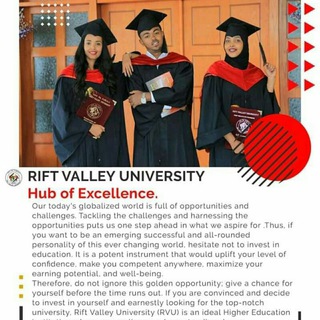 RIFT VALLEY UNIVERSITY
Hub of Excellence.
Our today's globalized world is full of opportunities and
challenges. Tackling the challenges and harnessing the
opportunities puts us one step ahead in what we aspire for .Thus, if
you want to be an emerging successful and all-rounded
personality of this ever changing world, hesitate not to invest in
education. It is a potent instrument that would uplift your level of
confidence, make you competent anywhere, maximize your
earning potential, and well-being.
Therefore, do not ignore this golden opportunity; give a chance for
yourself before the time runs out. If you are convinced and decide
to invest in yourself and earnestly looking for the top-notch
university, Rift Valley University (RVU) is an ideal Higher Education